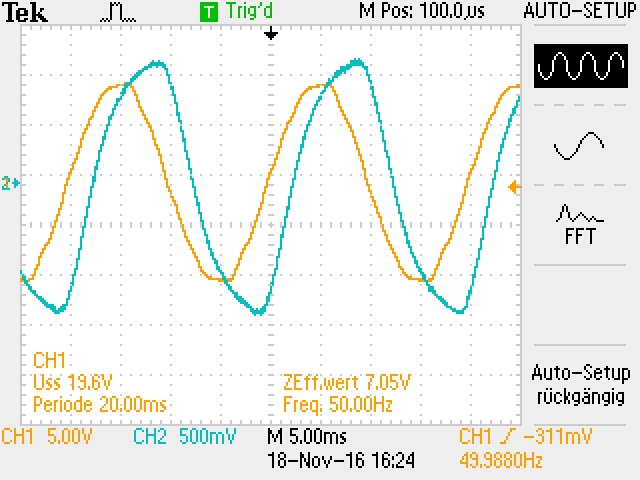 Tek T Trig'd M Pos: 100.0µs AUTO-SETUP
2
FFT
CH1
Uss 19.6V ZEff.wert 7.05V
Periode 20.00ms Freq: 50.00Hz
Auto-Setup
rückgängig
CH1 5.00V CH2 500mV M 5.00ms CH1 -311mV
18-Nov-16 16:24 49.9880Hz